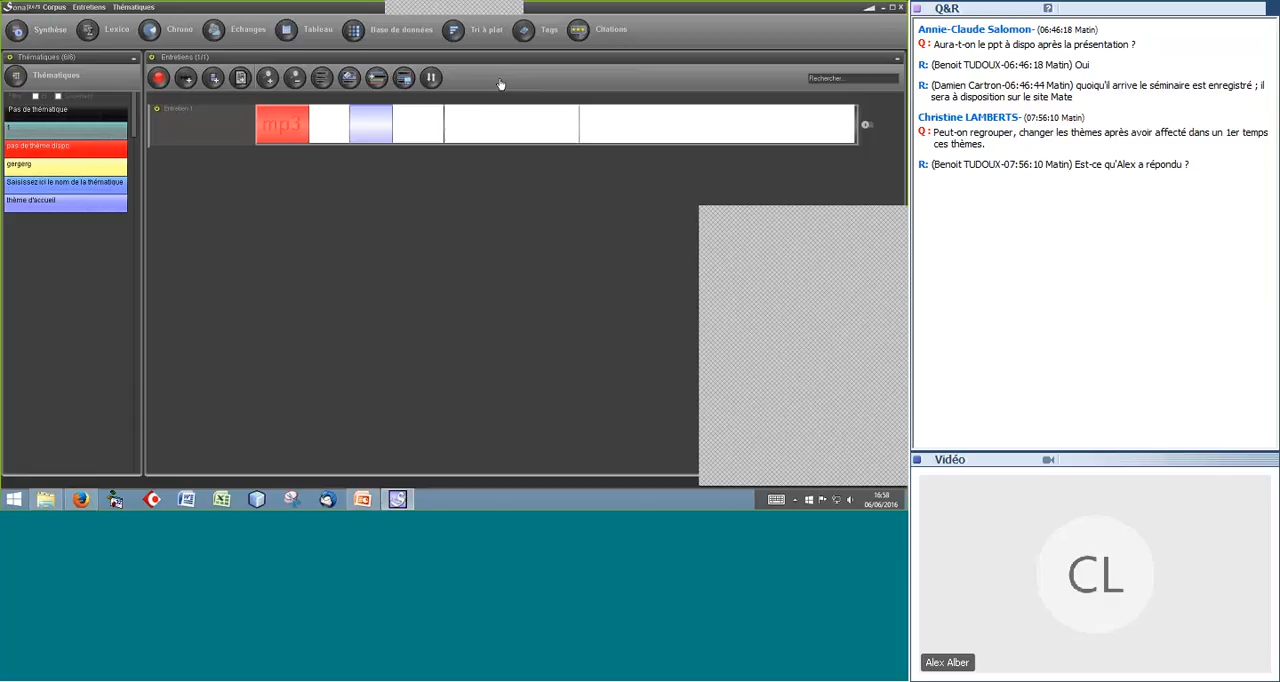 Sona Corpus Entretiens Thématiques
Synthèse Lexico Chrono Echanges Tableau Base de données Tri à plat Tags Citations
Thématiques (6/6)
Entretiens (1/1)
Thématiques
Rechercher...
Pas de thématique
Entretien 1
1
mp3
pas de thème dispo
gergerg
Saisissez ici le nom de la thématique
thème d'accueil
16:58
06/06/2016
Q&R
Annie-Claude Salomon- (06:46:18 Matin)
Q: Aura-t-on le ppt à dispo après la présentation ?
R: (Benoit TUDOUX-06:46:18 Matin) Oui
R: (Damien Cartron-06:46:44 Matin) quoiqu'il arrive le séminaire est enregistré ; il
sera à disposition sur le site Mate
Christine LAMBERTS- (07:56:10 Matin)
Q: Peut-on regrouper, changer les thèmes après avoir affecté dans un 1er temps
ces thèmes.
R: (Benoit TUDOUX-07:56:10 Matin) Est-ce qu'Alex a répondu ?
Vidéo
CL
Alex Alber